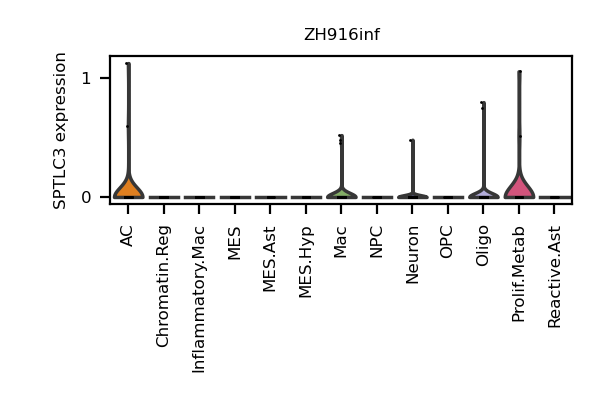 ZH916inf
SPTLC3 expression
1
0
AC
Chromatin.Reg
Inflammatory.Mac
MES
MES.Ast
MES.Hyp
Mac
NPC
Neuron
OPC
Oligo
Prolif.Metab
Reactive.Ast